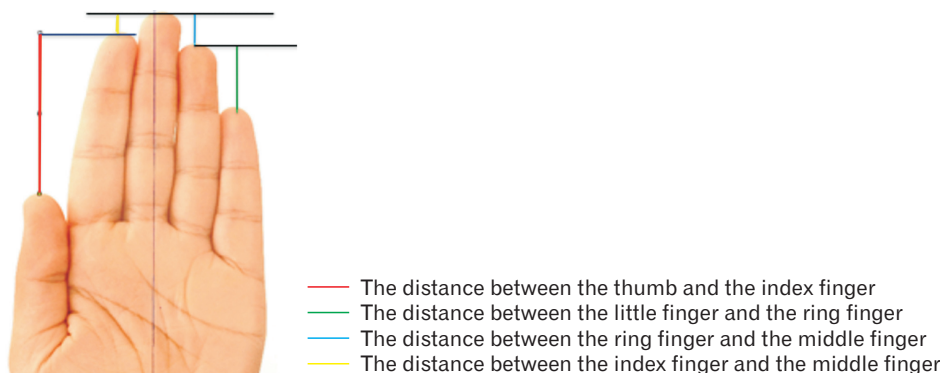 The distance between the thumb and the index finger
The distance between the little finger and the ring finger
The distance between the ring finger and the middle finger
The distance between the index finger and the middle finger